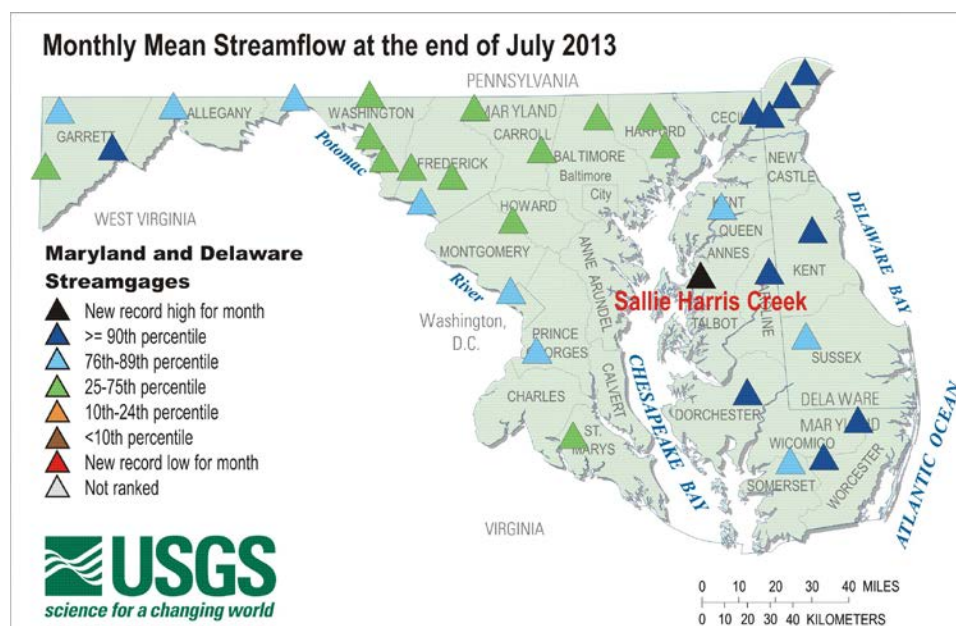 Monthly Mean Streamflow at the end of July 2013
PENNSYLVANIA
GARRETT
ALLEGANY
WASHINGTON
MARYLAND
CARROLL
HARFORD
CECIL
Potomac
FREDERICK
BALTIMORE
Baltimore
City
NEW
CASTLE
WEST VIRGINIA
HOWARD
KENT
QUEEN
ANNES
DELAWARE BAY
MONTGOMERY
ANNE ARUNDEL
KENT
River
Sallie Harris Creek
CAROLINE
TALBOT
Washington,
D.C.
PRINCE
GEORGES
SUSSEX
CHARLES
CALVERT
CHESAPEAKE BAY
DELAWARE
DORCHESTER
MARYLAND
ST.
MARYS
WICOMICO
SOMERSET
WORCESTER
ATLANTIC OCEAN
VIRGINIA
Maryland and Delaware
Streamgages
New record high for month
>= 90th percentile
76th-89th percentile
25-75th percentile
10th-24th percentile
<10th percentile
New record low for month
Not ranked
USGS
science for a changing world
0 10 20 30 40 MILES
0 10 20 30 40 KILOMETERS